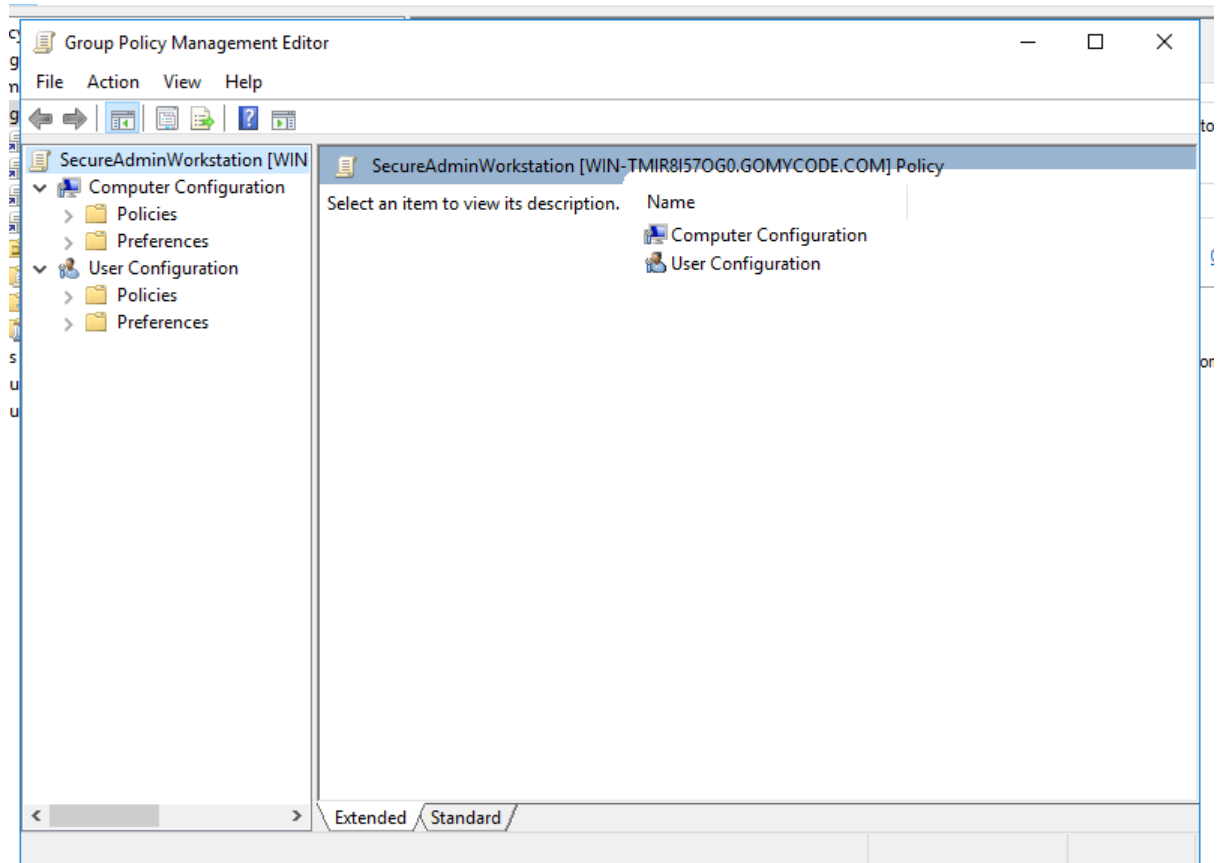 Group Policy Management Editor
File Action View Help
SecureAdminWorkstation [WIN
Computer Configuration
Policies
Preferences
User Configuration
Policies
Preferences
SecureAdminWorkstation [WIN-TMIR8I57OG0.GOMYCODE.COM] Policy
Select an item to view its description.
Name
Computer Configuration
User Configuration
Extended Standard